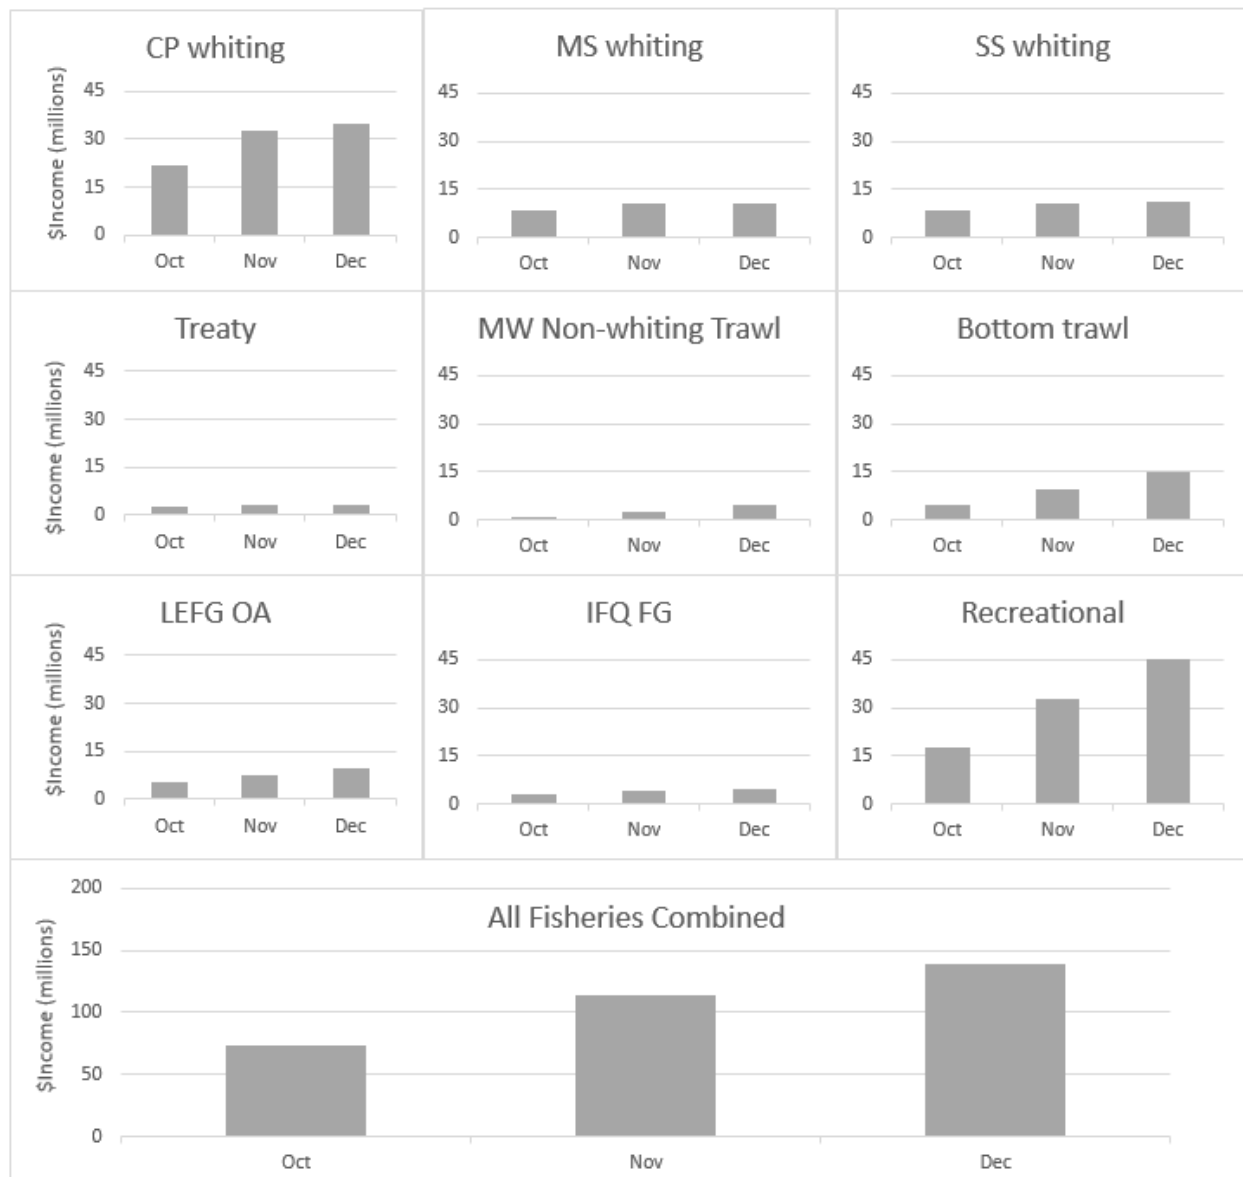 CP whiting
$Income (millions)
45
30
15
0
Oct Nov Dec
MS whiting
45
30
15
0
Oct Nov Dec
SS whiting
45
30
15
0
Oct Nov Dec
Treaty
$Income (millions)
45
30
15
0
Oct Nov Dec
MW Non-whiting Trawl
45
30
15
0
Oct Nov Dec
Bottom trawl
45
30
15
0
Oct Nov Dec
LEFG OA
$Income (millions)
45
30
15
0
Oct Nov Dec
IFQ FG
45
30
15
0
Oct Nov Dec
Recreational
45
30
15
0
Oct Nov Dec
All Fisheries Combined
$Income (millions)
200
150
100
50
0
Oct Nov Dec